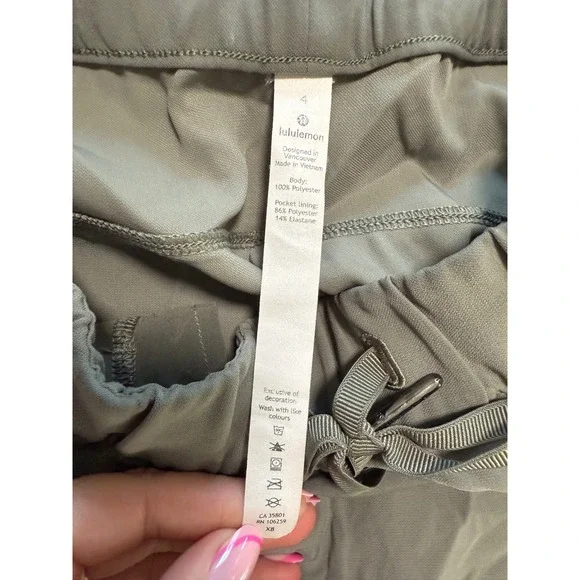 4
lululemon
Designed in
Vancouver
Made in Vietnam
Body:
100% Polyester
Pocket lining:
86% Polyester
14% Elastane
Exclusive of
decoration.
Wash with like
colours
CA 35801
RN 106259
XB